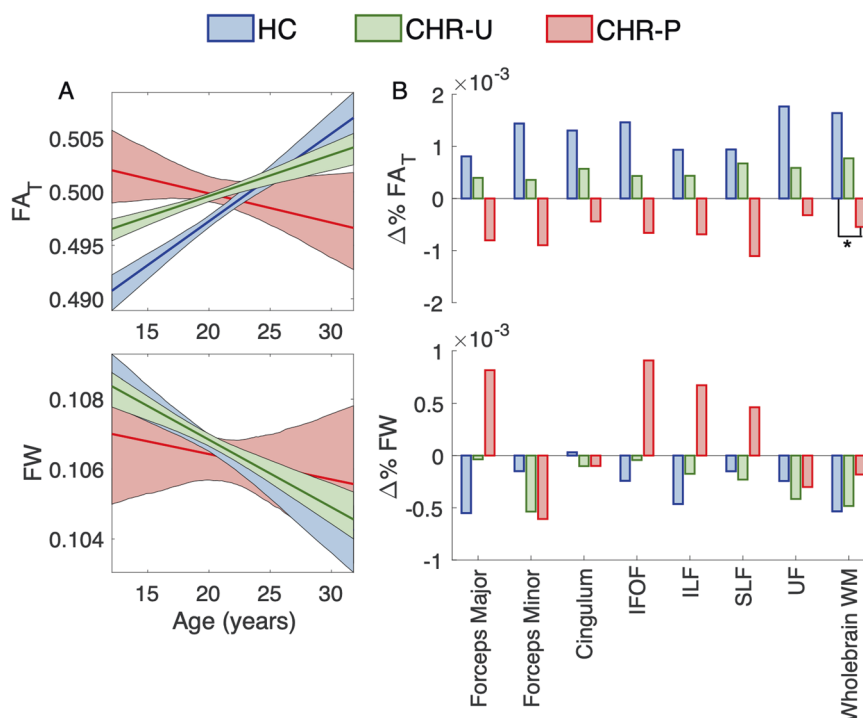 HC CHR-U CHR-P
A
0.505
0.500
0.495
0.490
FA_T
15 20 25 30
0.108
0.106
0.104
FW
15 20 25 30
Age (years)
B
×10⁻³
2
1
0
-1
-2
Δ% FA_T
*
×10⁻³
1
0.5
0
-0.5
-1
Δ% FW
Forceps Major
Forceps Minor
Cingulum
IFOF
ILF
SLF
UF
Wholebrain WM